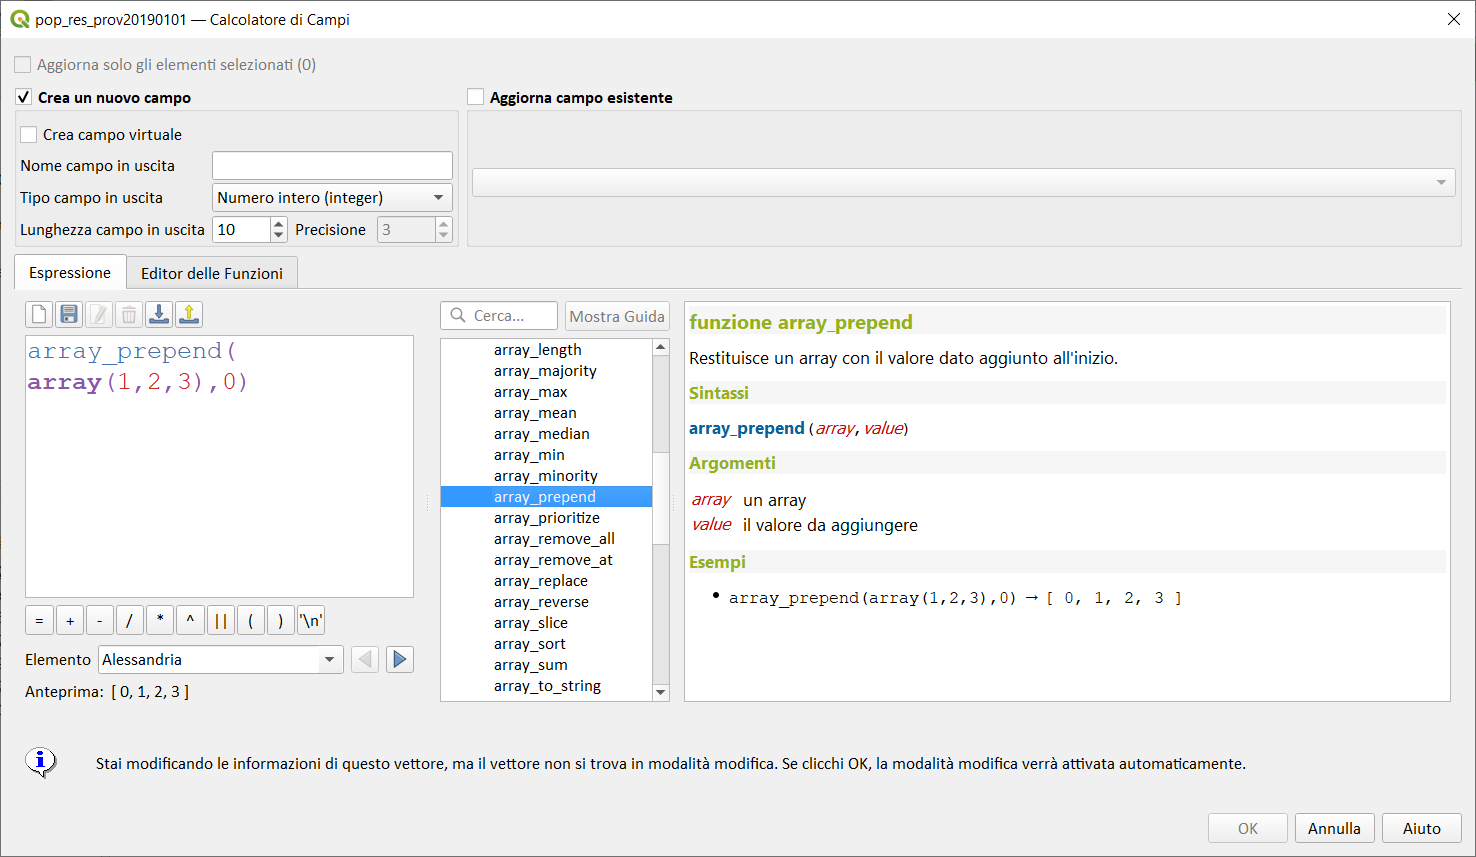 pop_res_prov20190101 — Calcolatore di Campi
Aggiorna solo gli elementi selezionati (0)
Crea un nuovo campo
Aggiorna campo esistente
Crea campo virtuale
Nome campo in uscita
Tipo campo in uscita Numero intero (integer)
Lunghezza campo in uscita 10 Precisione 3
Espressione Editor delle Funzioni
array_prepend(
array(1,2,3),0)
= + - / * ^ || ( ) '\n'
Elemento Alessandria
Anteprima: [ 0, 1, 2, 3 ]
Cerca... Mostra Guida
array_length
array_majority
array_max
array_mean
array_median
array_min
array_minority
array_prepend
array_prioritize
array_remove_all
array_remove_at
array_replace
array_reverse
array_slice
array_sort
array_sum
array_to_string
funzione array_prepend
Restituisce un array con il valore dato aggiunto all'inizio.
Sintassi
array_prepend(array, value)
Argomenti
array un array
value il valore da aggiungere
Esempi
• array_prepend(array(1,2,3),0) → [ 0, 1, 2, 3 ]
Stai modificando le informazioni di questo vettore, ma il vettore non si trova in modalità modifica. Se clicchi OK, la modalità modifica verrà attivata automaticamente.
OK Annulla Aiuto